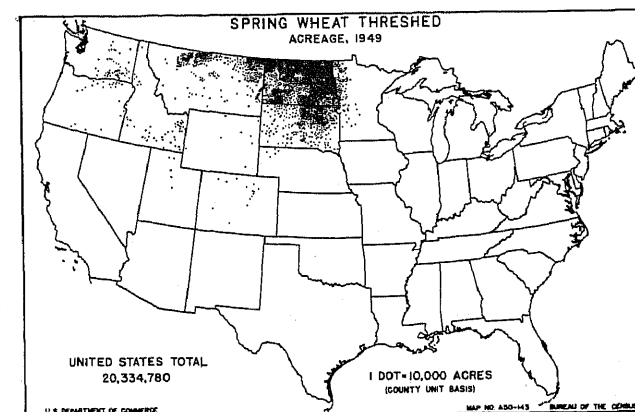 SPRING WHEAT THRESHED
ACREAGE, 1949
UNITED STATES TOTAL
20,334,780
1 DOT=10,000 ACRES
(COUNTY UNIT BASIS)
U.S. DEPARTMENT OF COMMERCE
MAP NO. A50-143 BUREAU OF THE CENSUS